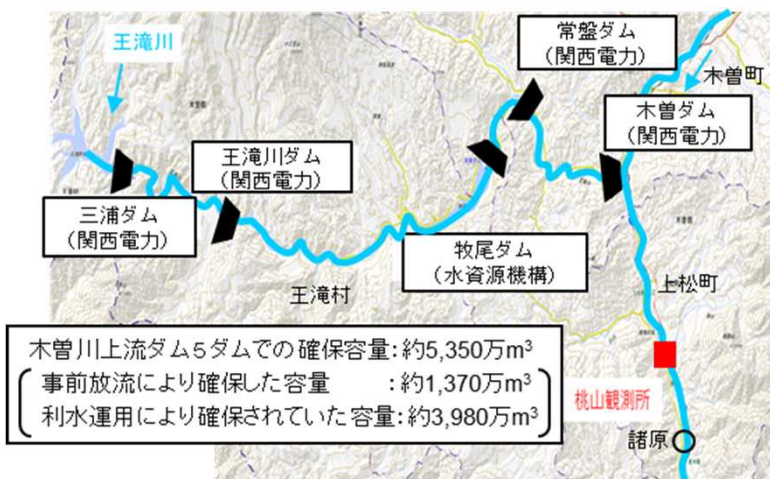 王滝川
常盤ダム
(関西電力)
木曽町
木曽ダム
(関西電力)
王滝川ダム
(関西電力)
三浦ダム
(関西電力)
牧尾ダム
(水資源機構)
王滝村
上松町
木曽川上流ダム5ダムでの確保容量:約5,350万m³
事前放流により確保した容量 :約1,370万m³
利水運用により確保されていた容量:約3,980万m³
桃山観測所
諸原